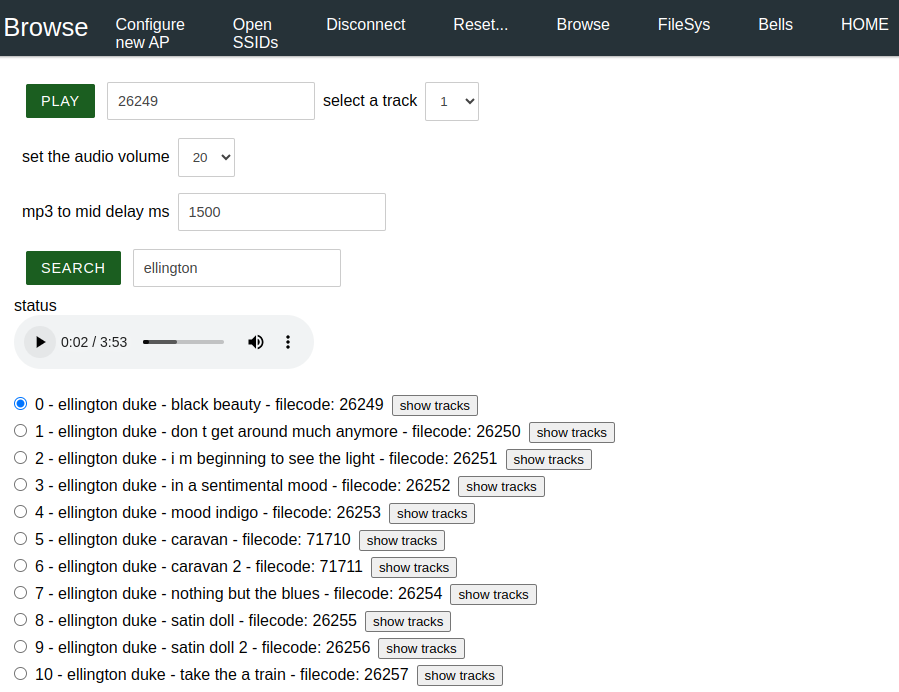 Browse Configure new AP Open SSIDs Disconnect Reset... Browse FileSys Bells HOME
PLAY 26249 select a track 1
set the audio volume 20
mp3 to mid delay ms 1500
SEARCH ellington
status
0:02 / 3:53
0 - ellington duke - black beauty - filecode: 26249 show tracks
1 - ellington duke - don t get around much anymore - filecode: 26250 show tracks
2 - ellington duke - i m beginning to see the light - filecode: 26251 show tracks
3 - ellington duke - in a sentimental mood - filecode: 26252 show tracks
4 - ellington duke - mood indigo - filecode: 26253 show tracks
5 - ellington duke - caravan - filecode: 71710 show tracks
6 - ellington duke - caravan 2 - filecode: 71711 show tracks
7 - ellington duke - nothing but the blues - filecode: 26254 show tracks
8 - ellington duke - satin doll - filecode: 26255 show tracks
9 - ellington duke - satin doll 2 - filecode: 26256 show tracks
10 - ellington duke - take the a train - filecode: 26257 show tracks